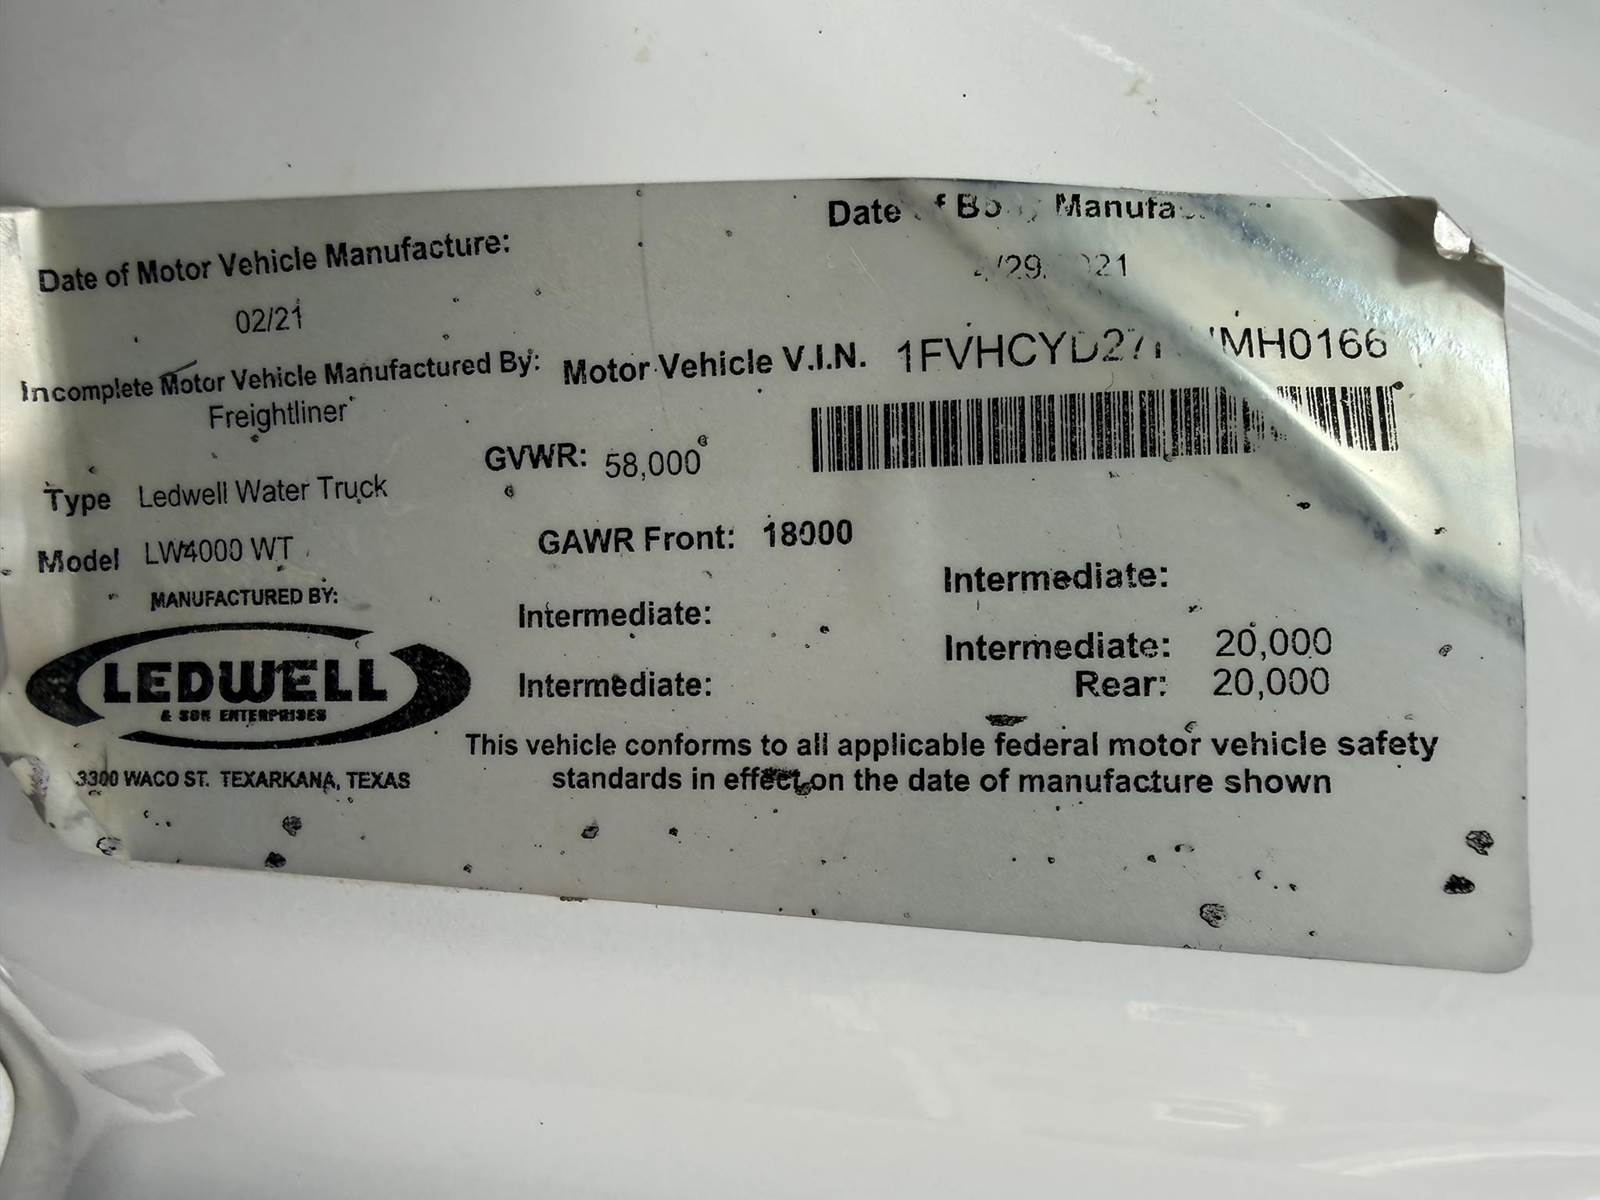 Date of Motor Vehicle Manufacture:
02/21
Date
Incomplete Motor Vehicle Manufactured By:
Freightliner
Motor Vehicle V.I.N.
GVWR: 58,000
Type Ledwell Water Truck
GAWR Front: 18000
Model LW4000 WT
Intermediate:
MANUFACTURED BY:
Intermediate:
Intermediate: 20,000
LEDWELL
& SON ENTERPRISES
Intermediate:
Rear: 20,000
This vehicle conforms to all applicable federal motor vehicle safety
standards in effect on the date of manufacture shown
3300 WACO ST. TEXARKANA, TEXAS